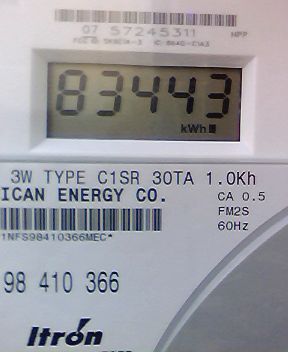 07 57245311 NPP
83443
kWh
3W TYPE C1SR 30TA 1.0Kh
ICAN ENERGY CO. CA 0.5
FM2S
60Hz
1NFS98410366MEC*
98 410 366
Itron